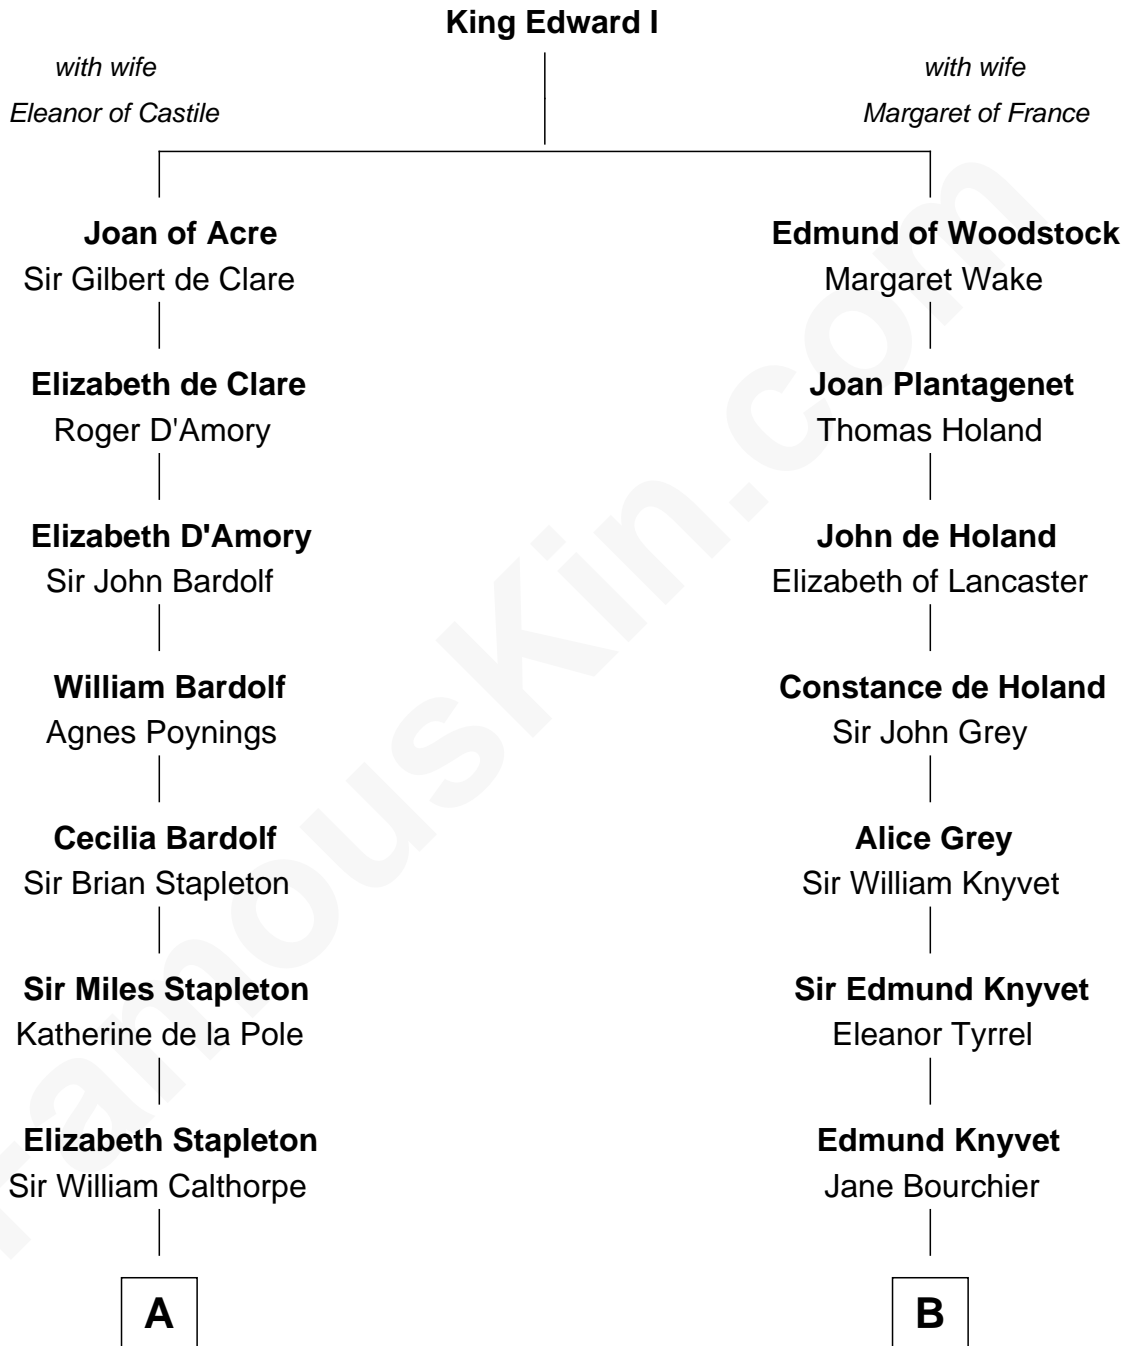 King Edward I
with wife
Eleanor of Castile
with wife
Margaret of France
Joan of Acre
Sir Gilbert de Clare
Edmund of Woodstock
Margaret Wake
Elizabeth de Clare
Roger D'Amory
Joan Plantagenet
Thomas Holand
Elizabeth D'Amory
Sir John Bardolf
John de Holand
Elizabeth of Lancaster
William Bardolf
Agnes Poynings
Constance de Holand
Sir John Grey
Cecilia Bardolf
Sir Brian Stapleton
Alice Grey
Sir William Knyvet
Sir Miles Stapleton
Katherine de la Pole
Sir Edmund Knyvet
Eleanor Tyrrel
Elizabeth Stapleton
Sir William Calthorpe
Edmund Knyvet
Jane Bourchier
A
B
FamousKin.com